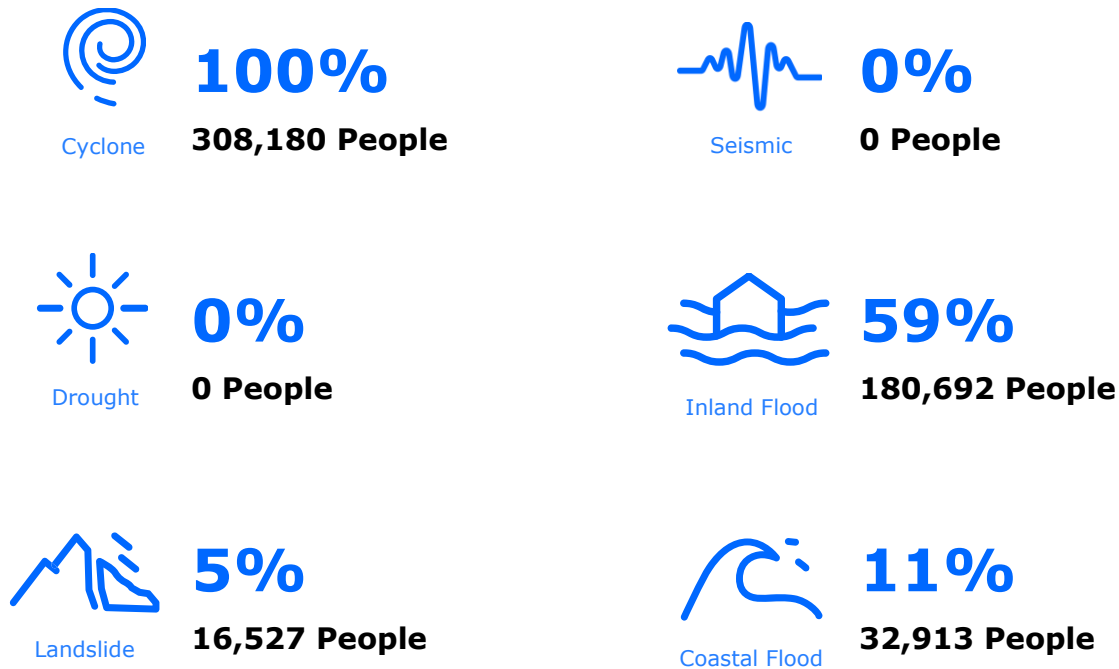 100%
308,180 People
Cyclone
0%
0 People
Seismic
0%
0 People
Drought
59%
180,692 People
Inland Flood
5%
16,527 People
Landslide
11%
32,913 People
Coastal Flood